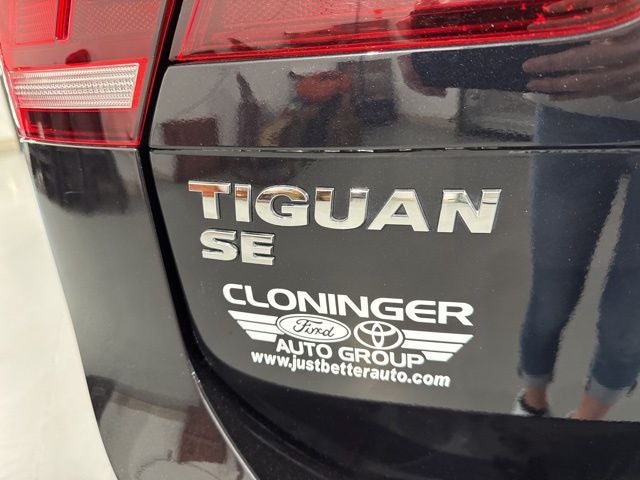 TIGUAN
SE
CLONINGER
Ford
AUTO GROUP
www.justbetterauto.com